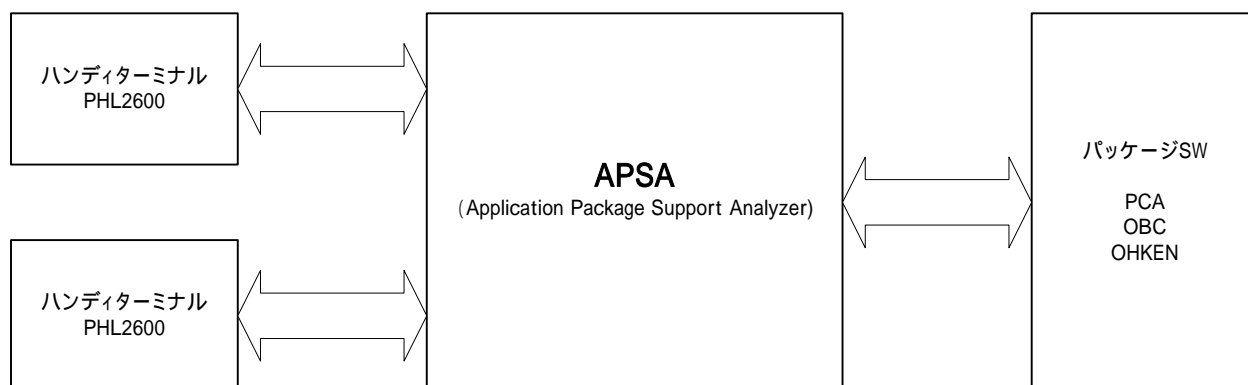 ハンディターミナル
PHL2600
APSA
(Application Package Support Analyzer)
パッケージSW
PCA
OBC
OHKEN
ハンディターミナル
PHL2600